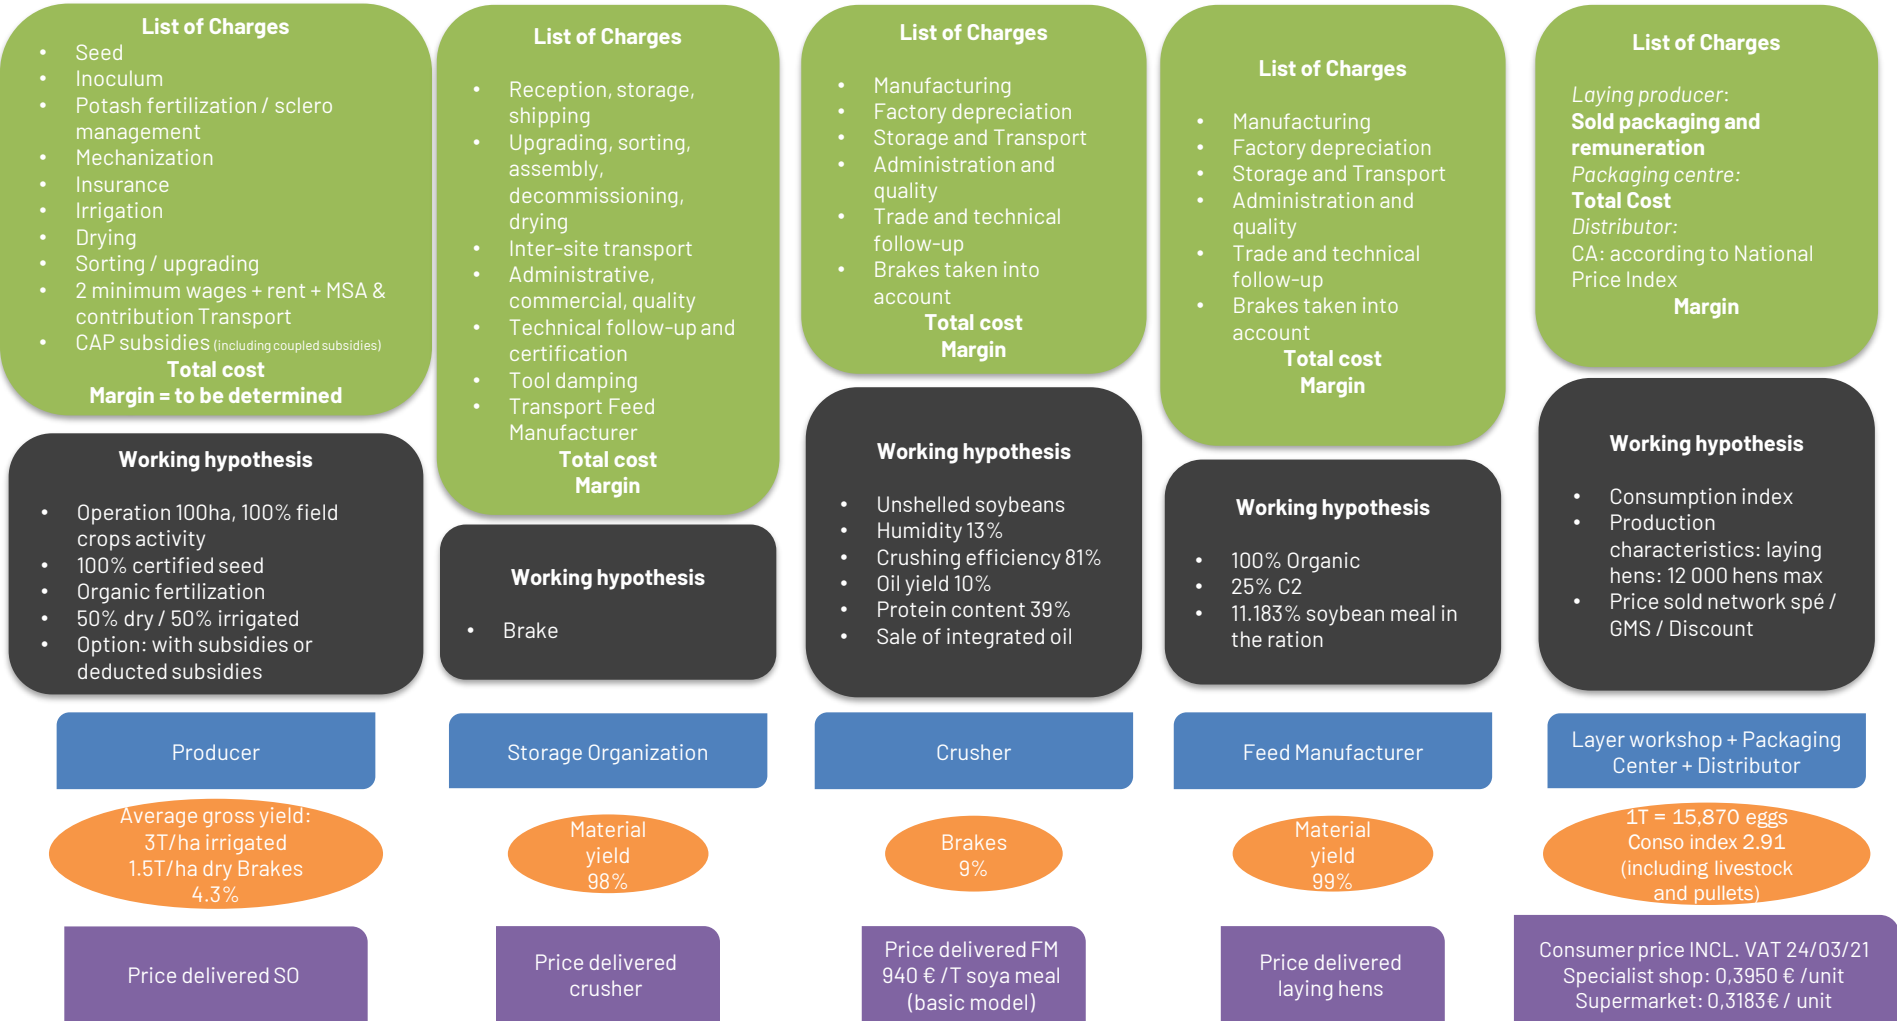 List of Charges
• Seed
• Inoculum
• Potash fertilization / sclero
management
• Mechanization
• Insurance
• Irrigation
• Drying
• Sorting / upgrading
• 2 minimum wages + rent + MSA &
contribution Transport
• CAP subsidies (including coupled subsidies)
Total cost
Margin = to be determined
Working hypothesis
• Operation 100ha, 100% field
crops activity
• 100% certified seed
• Organic fertilization
• 50% dry / 50% irrigated
• Option: with subsidies or
deducted subsidies
Producer
Average gross yield:
3T/ha irrigated
1.5T/ha dry Brakes
4.3%
Price delivered SO
List of Charges
• Reception, storage,
shipping
• Upgrading, sorting,
assembly,
decommissioning,
drying
• Inter-site transport
• Administrative,
commercial, quality
• Technical follow-up and
certification
• Tool damping
• Transport Feed
Manufacturer
Total cost
Margin
Working hypothesis
• Brake
Storage Organization
Material
yield
98%
Price delivered
crusher
List of Charges
• Manufacturing
• Factory depreciation
• Storage and Transport
• Administration and
quality
• Trade and technical
follow-up
• Brakes taken into
account
Total cost
Margin
Working hypothesis
• Unshelled soybeans
• Humidity 13%
• Crushing efficiency 81%
• Oil yield 10%
• Protein content 39%
• Sale of integrated oil
Crusher
Brakes
9%
Price delivered FM
940 € /T soya meal
(basic model)
List of Charges
• Manufacturing
• Factory depreciation
• Storage and Transport
• Administration and
quality
• Trade and technical
follow-up
• Brakes taken into
account
Total cost
Margin
Working hypothesis
• 100% Organic
• 25% C2
• 11.183% soybean meal in
the ration
Feed Manufacturer
Material
yield
99%
Price delivered
laying hens
List of Charges
Laying producer:
Sold packaging and
remuneration
Packaging centre:
Total Cost
Distributor:
CA: according to National
Price Index
Margin
Working hypothesis
• Consumption index
• Production
characteristics: laying
hens: 12 000 hens max
• Price sold network spé /
GMS / Discount
Layer workshop + Packaging
Center + Distributor
1T = 15,870 eggs
Conso index 2.91
(including livestock
and pullets)
Consumer price INCL. VAT 24/03/21
Specialist shop: 0,3950 € /unit
Supermarket: 0,3183€ / unit